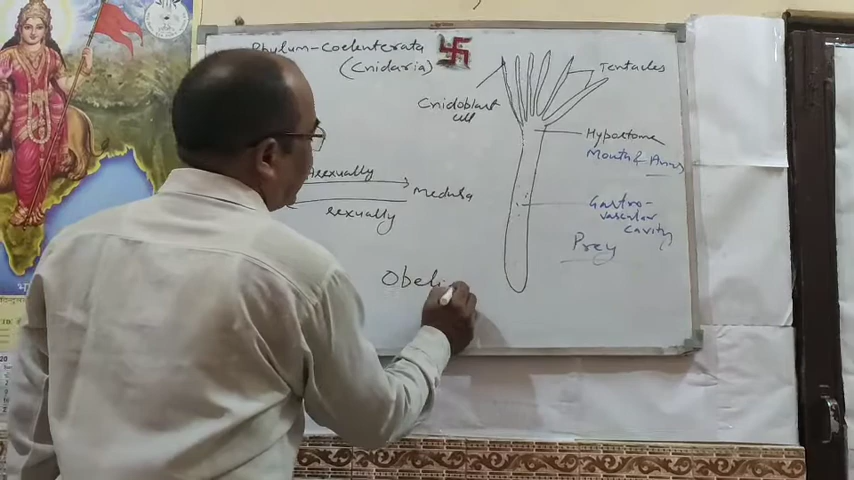 Phylum-Coelenterata
(Cnidaria)
Cnidoblast
cell
Tentacles
Hypostome
Mouth & Anus
Asexually
Medusa
sexually
Gastro-
vascular
cavity
Prey
Obeli